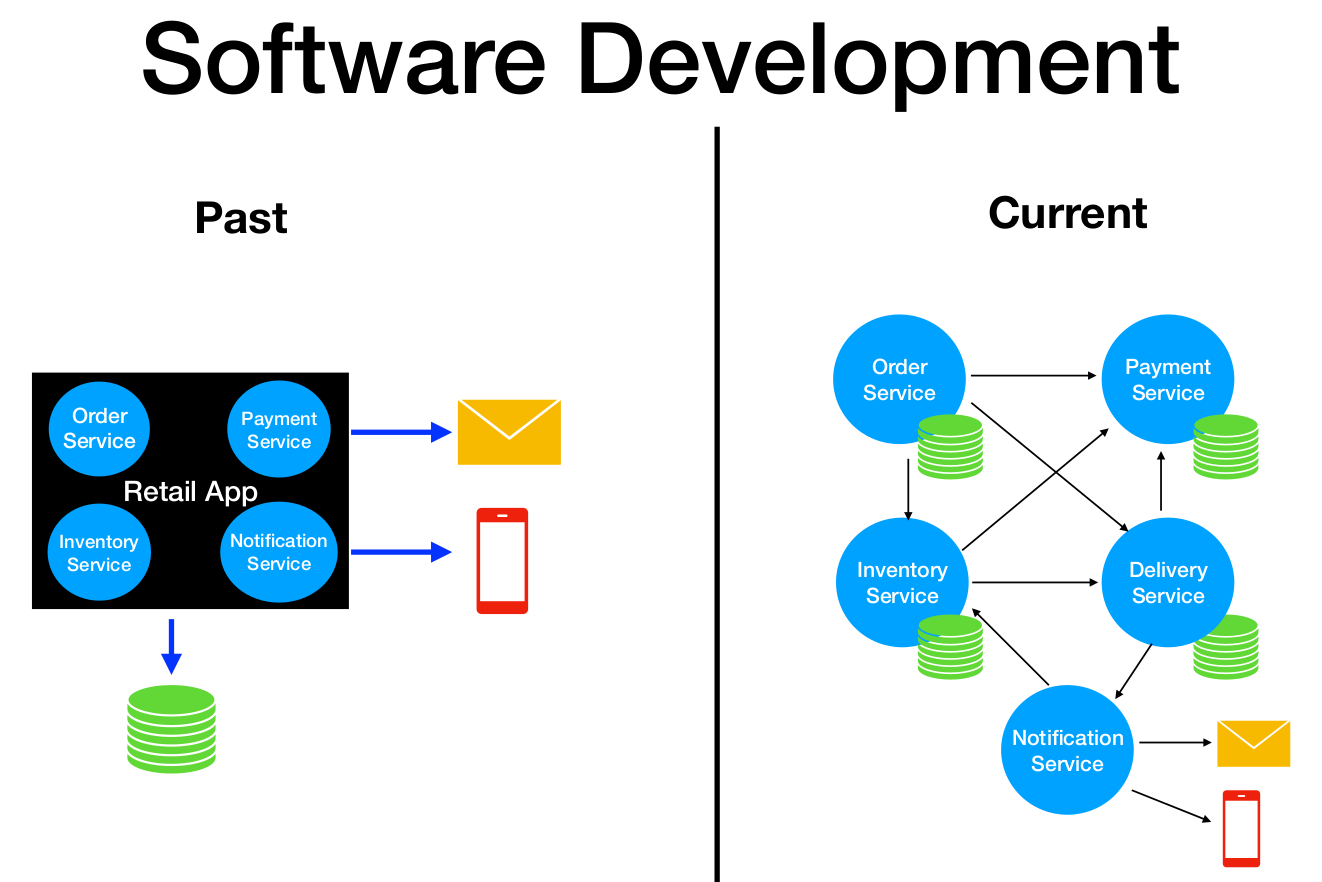 Software Development
Past
Current
Order
Service
Payment
Service
Retail App
Inventory
Service
Notification
Service
Order
Service
Payment
Service
Inventory
Service
Delivery
Service
Notification
Service